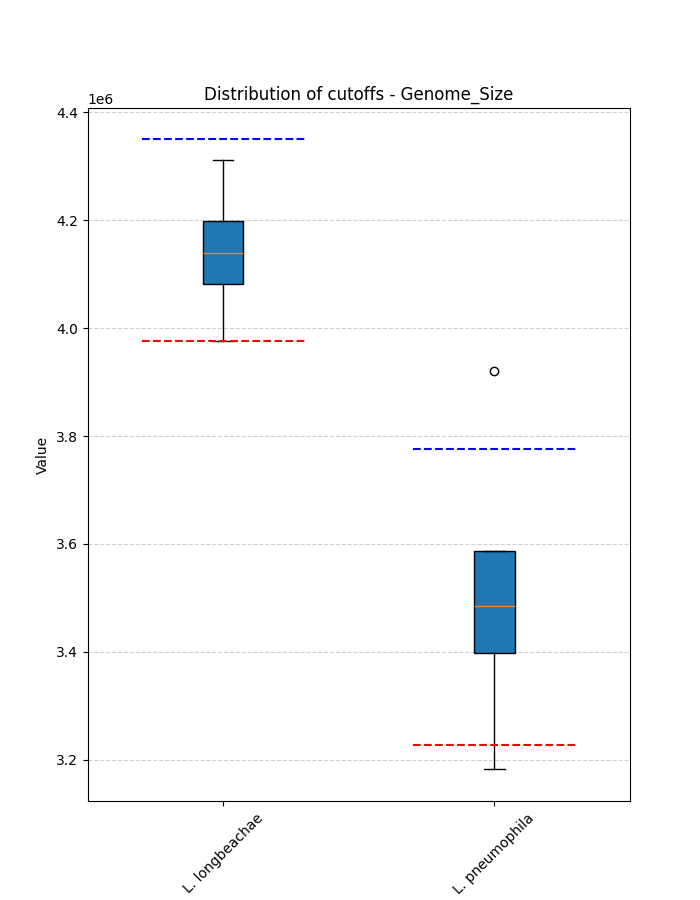 Distribution of cutoffs - Genome_Size
1e6
4.4
4.2
4.0
3.8
3.6
3.4
3.2
Value
L. longbeachae
L. pneumophila